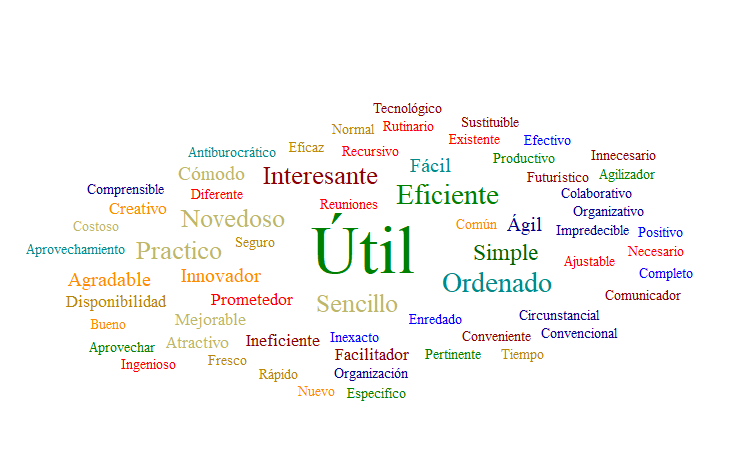 Tecnológico
Sustituible
Normal
Rutinario
Existente
Efectivo
Eficaz
Recursivo
Antiburocrático
Productivo
Innecesario
Interesante
Fácil
Cómodo
Futurístico
Agilizador
Comprensible
Diferente
Eficiente
Colaborativo
Creativo
Reuniones
Organizativo
Novedoso
Costoso
Común
Ágil
Impredecible
Positivo
Aprovechamiento
Practico
Seguro
Útil
Simple
Ajustable
Necesario
Agradable
Innovador
Ordenado
Completo
Disponibilidad
Prometedor
Sencillo
Comunicador
Bueno
Mejorable
Enredado
Circunstancial
Aprovechar
Atractivo
Ineficiente
Inexacto
Conveniente
Convencional
Ingenioso
Fresco
Facilitador
Pertinente
Tiempo
Rápido
Organización
Nuevo
Especifico